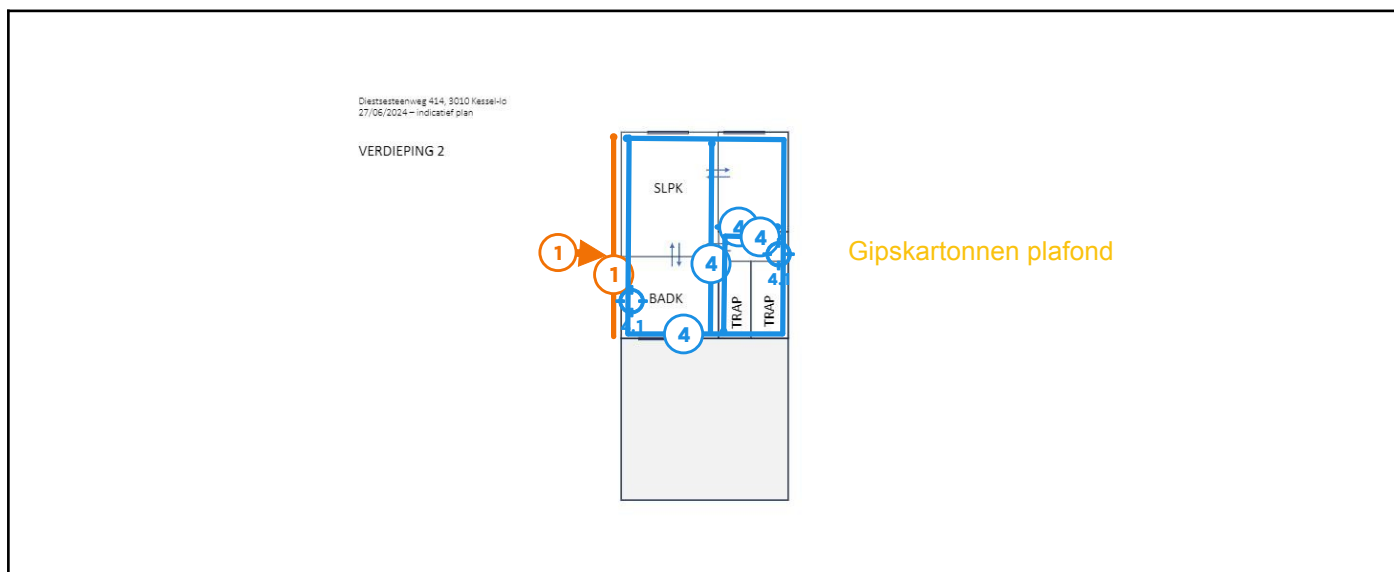 Diestsesteenweg 414, 3010 Kessel-lo
27/06/2024 – indicatief plan
VERDIEPING 2
SLPK
4
4
1
Gipskartonnen plafond
4
1
4.1
BADK
TRAP
TRAP
4.1
4